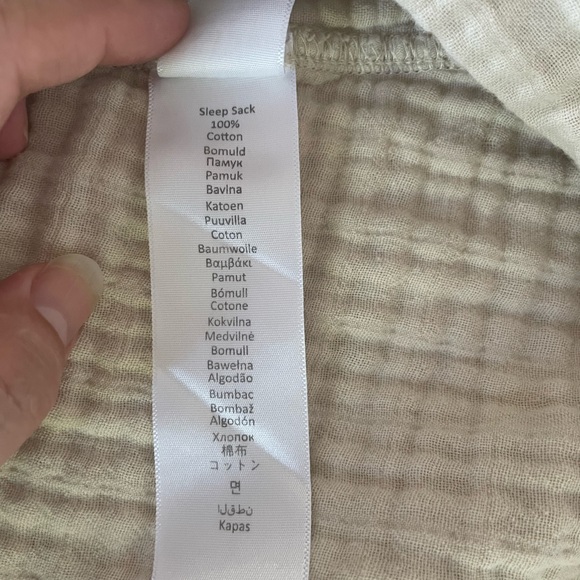 Sleep Sack
100%
Cotton
Bomuld
Памук
Pamuk
Bavlna
Katoen
Puuvilla
Coton
Baumwolle
Βαμβάκι
Pamut
Bómull
Cotone
Kokvilna
Medvilnė
Bomull
Bawełna
Algodão
Bumbac
Bombaž
Algodón
Хлопок
棉布
コットン
면
القطن
Kapas